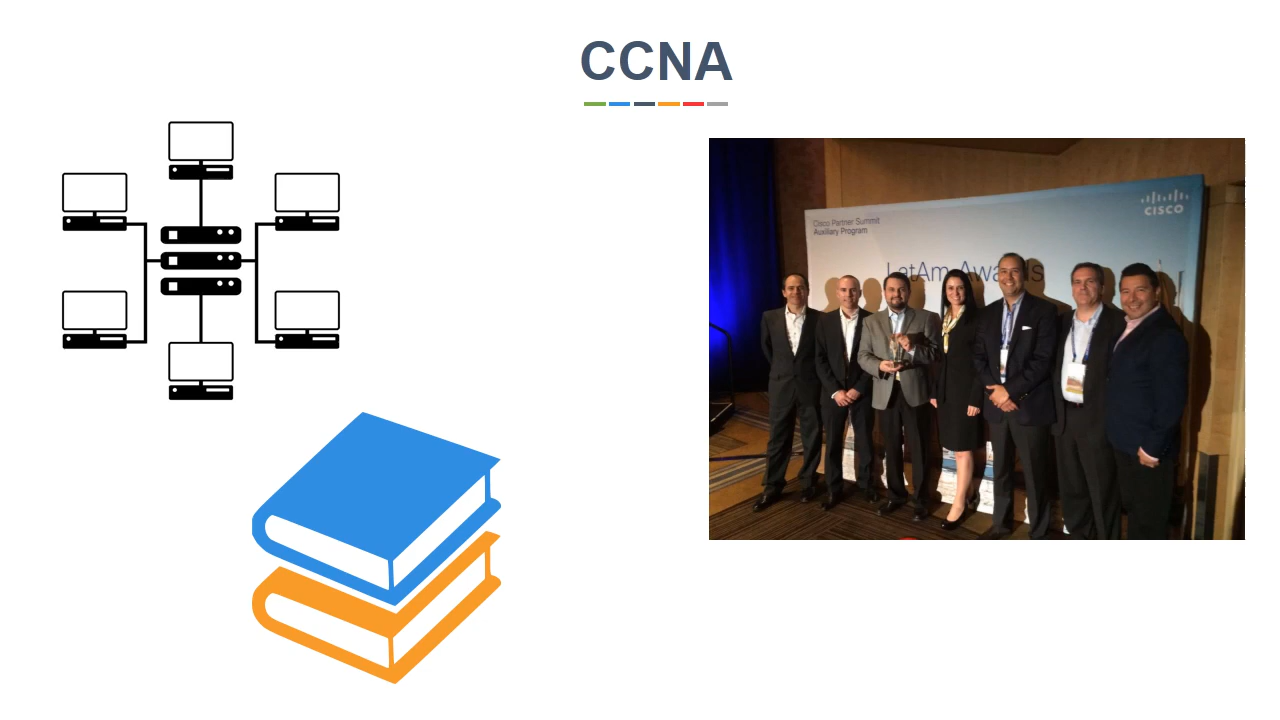 CCNA
Cisco Partner Summit
Auxiliary Program
CISCO
LatAm Awards